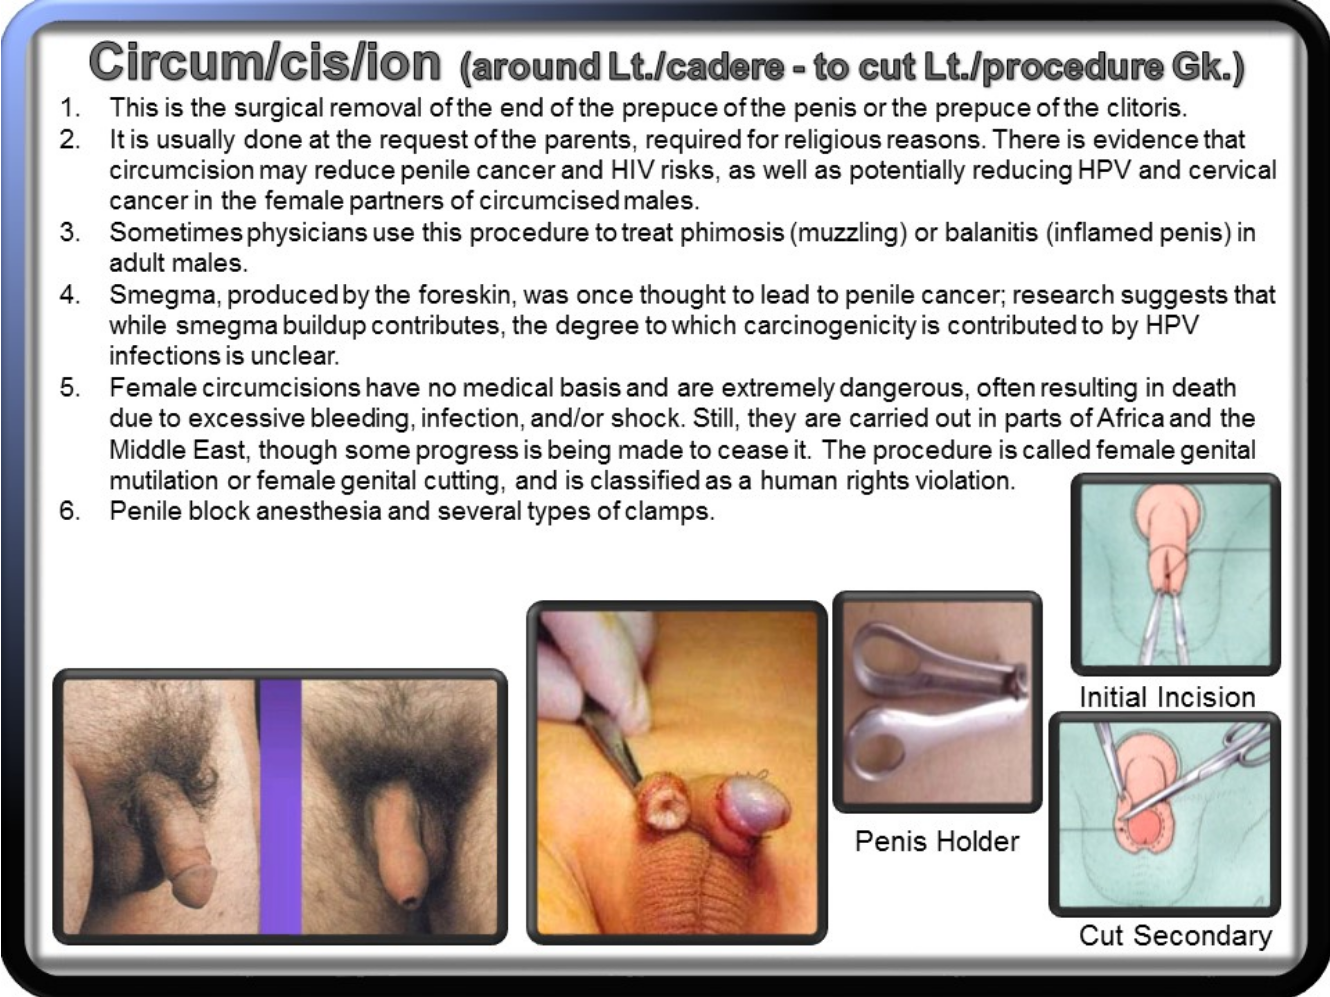 Circum/cis/ion (around Lt./cadere - to cut Lt./procedure Gk.)
1. This is the surgical removal of the end of the prepuce of the penis or the prepuce of the clitoris.
2. It is usually done at the request of the parents, required for religious reasons. There is evidence that
circumcision may reduce penile cancer and HIV risks, as well as potentially reducing HPV and cervical
cancer in the female partners of circumcised males.
3. Sometimes physicians use this procedure to treat phimosis (muzzling) or balanitis (inflamed penis) in
adult males.
4. Smegma, produced by the foreskin, was once thought to lead to penile cancer; research suggests that
while smegma buildup contributes, the degree to which carcinogenicity is contributed to by HPV
infections is unclear.
5. Female circumcisions have no medical basis and are extremely dangerous, often resulting in death
due to excessive bleeding, infection, and/or shock. Still, they are carried out in parts of Africa and the
Middle East, though some progress is being made to cease it. The procedure is called female genital
mutilation or female genital cutting, and is classified as a human rights violation.
6. Penile block anesthesia and several types of clamps.
Initial Incision
Penis Holder
Cut Secondary